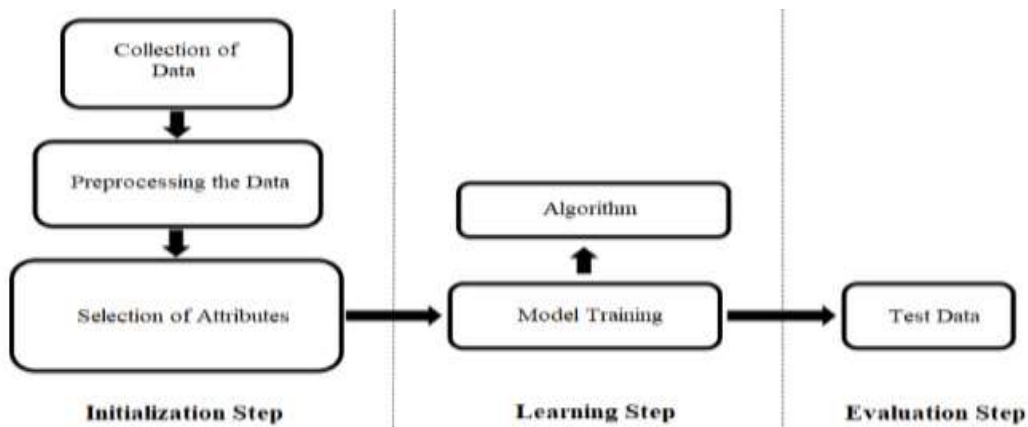 Collection of
Data
Preprocessing the Data
Selection of Attributes
Initialization Step
Algorithm
Model Training
Learning Step
Test Data
Evaluation Step